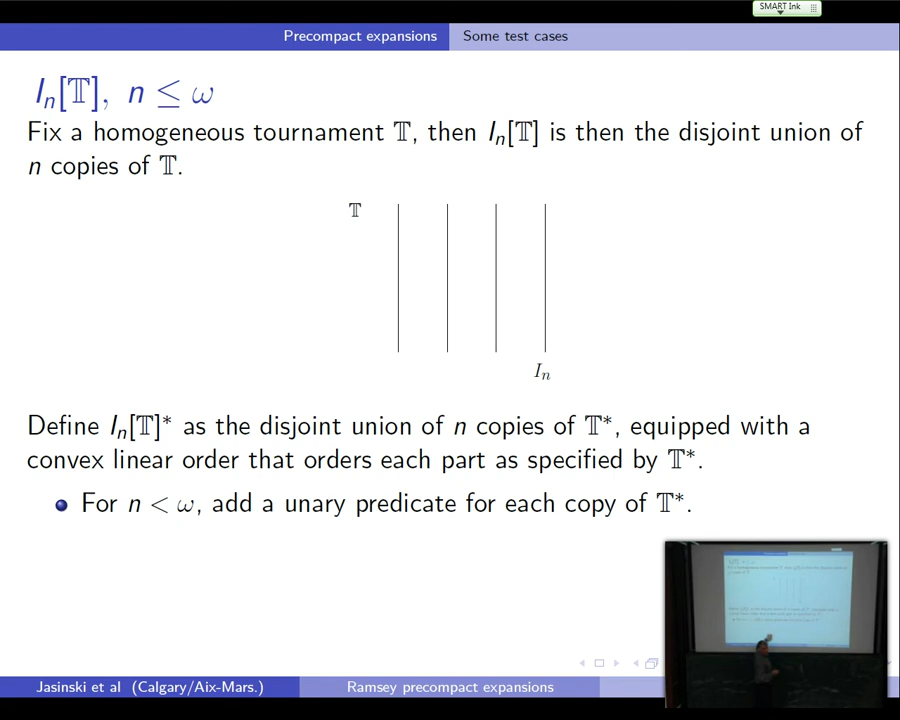 SMART Ink
Precompact expansions Some test cases
Iₙ[𝕋], n ≤ ω
Fix a homogeneous tournament 𝕋, then Iₙ[𝕋] is then the disjoint union of
n copies of 𝕋.
𝕋
Iₙ
Define Iₙ[𝕋]* as the disjoint union of n copies of 𝕋*, equipped with a
convex linear order that orders each part as specified by 𝕋*.
For n < ω, add a unary predicate for each copy of 𝕋*.
Jasinski et al (Calgary/Aix-Mars.) Ramsey precompact expansions